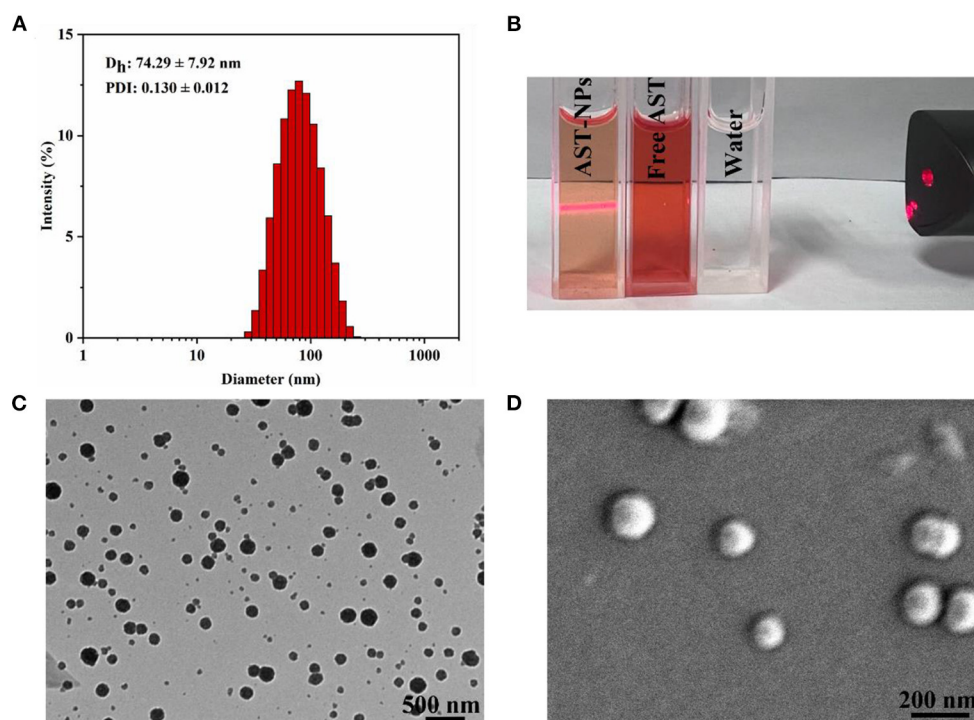 A
15
10
5
0
Intensity (%)
Dh: 74.29 ± 7.92 nm
PDI: 0.130 ± 0.012
1
10
100
1000
Diameter (nm)
B
AST-NPs
Free AST
Water
C
500 nm
D
200 nm